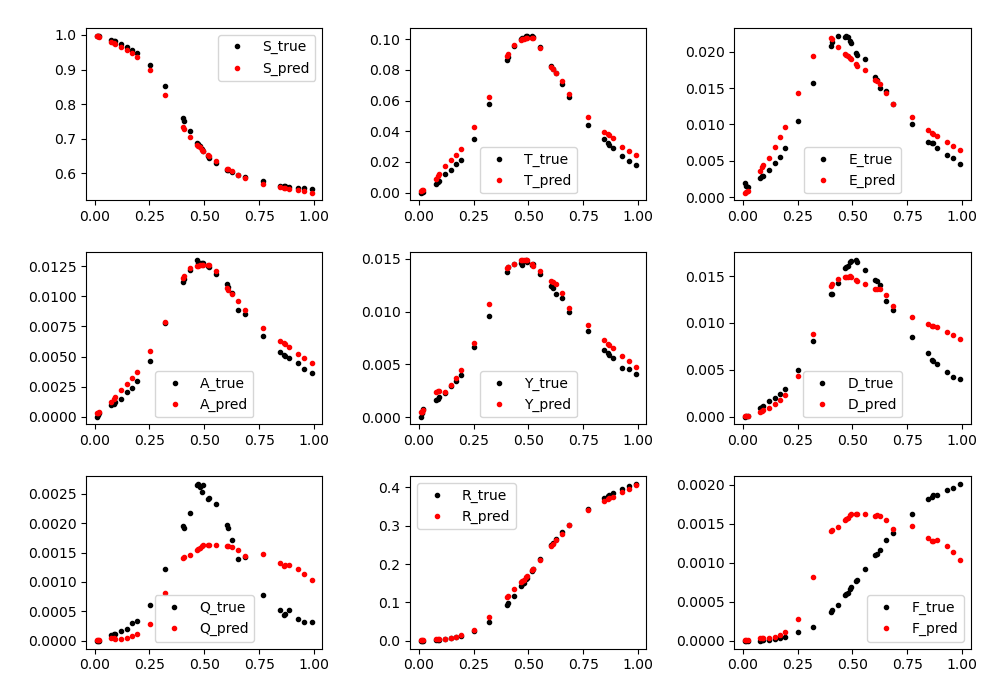 1.0
0.9
0.8
0.7
0.6
S_true
S_pred
0.00 0.25 0.50 0.75 1.00
0.10
0.08
0.06
0.04
0.02
0.00
T_true
T_pred
0.00 0.25 0.50 0.75 1.00
0.020
0.015
0.010
0.005
0.000
E_true
E_pred
0.00 0.25 0.50 0.75 1.00
0.0125
0.0100
0.0075
0.0050
0.0025
0.0000
A_true
A_pred
0.00 0.25 0.50 0.75 1.00
0.015
0.010
0.005
0.000
Y_true
Y_pred
0.00 0.25 0.50 0.75 1.00
0.015
0.010
0.005
0.000
D_true
D_pred
0.00 0.25 0.50 0.75 1.00
0.0025
0.0020
0.0015
0.0010
0.0005
0.0000
Q_true
Q_pred
0.00 0.25 0.50 0.75 1.00
0.4
0.3
0.2
0.1
0.0
R_true
R_pred
0.00 0.25 0.50 0.75 1.00
0.0020
0.0015
0.0010
0.0005
0.0000
F_true
F_pred
0.00 0.25 0.50 0.75 1.00